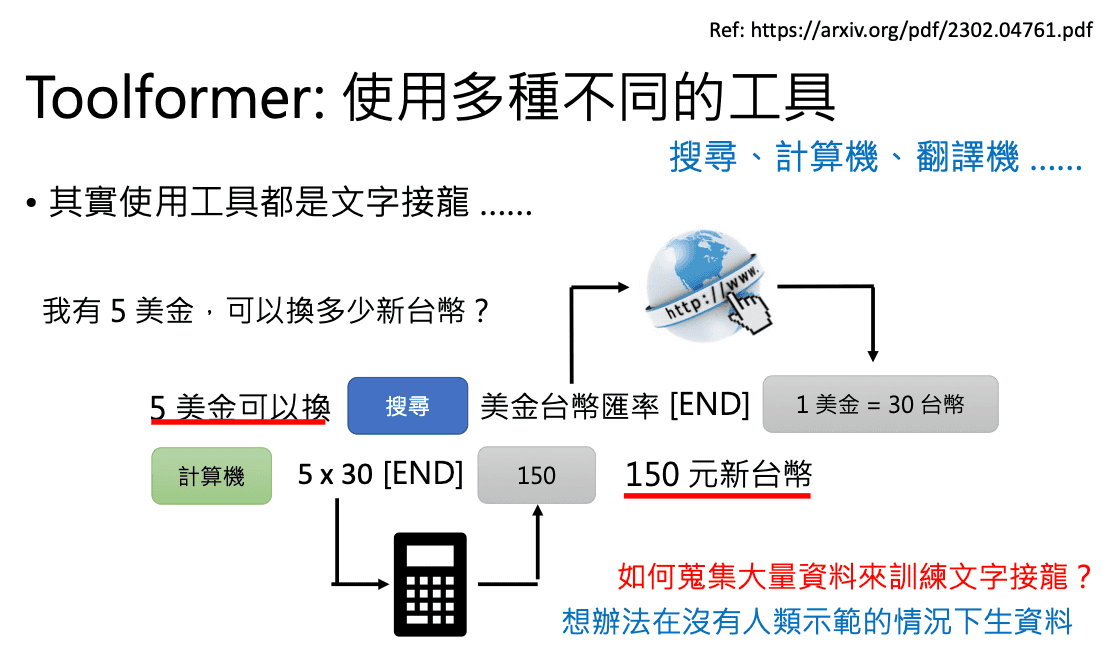 Ref: https://arxiv.org/pdf/2302.04761.pdf
Toolformer: 使用多種不同的工具
搜尋、計算機、翻譯機 ……
• 其實使用工具都是文字接龍 ……
http://www.
我有 5 美金，可以換多少新台幣？
5 美金可以換 搜尋 美金台幣匯率 [END] 1 美金 = 30 台幣
計算機 5 x 30 [END] 150 150 元新台幣
如何蒐集大量資料來訓練文字接龍？
想辦法在沒有人類示範的情況下生資料